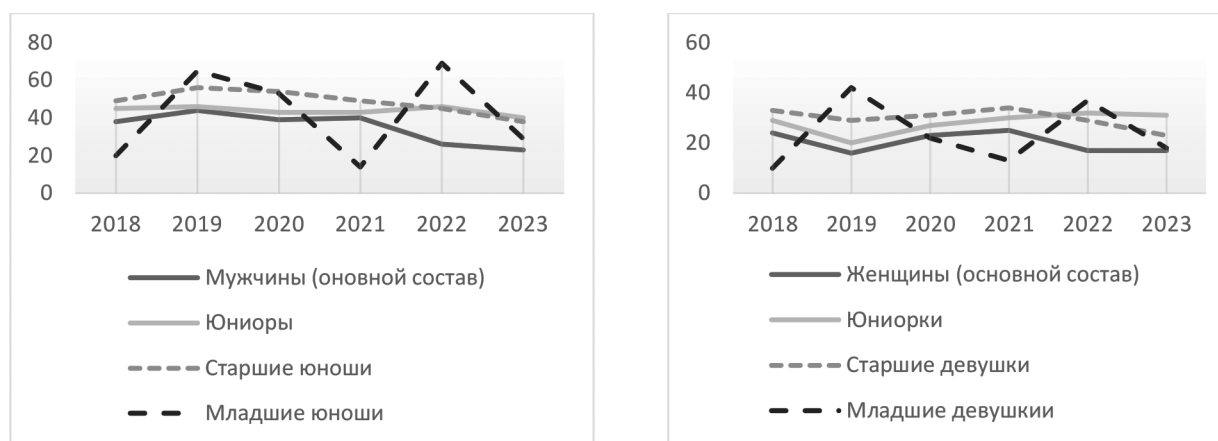 80
60
40
20
0
2018 2019 2020 2021 2022 2023
Мужчины (оновной состав)
Юниоры
Старшие юноши
Младшие юноши
60
40
20
0
2018 2019 2020 2021 2022 2023
Женщины (основной состав)
Юниорки
Старшие девушки
Младшие девушкии